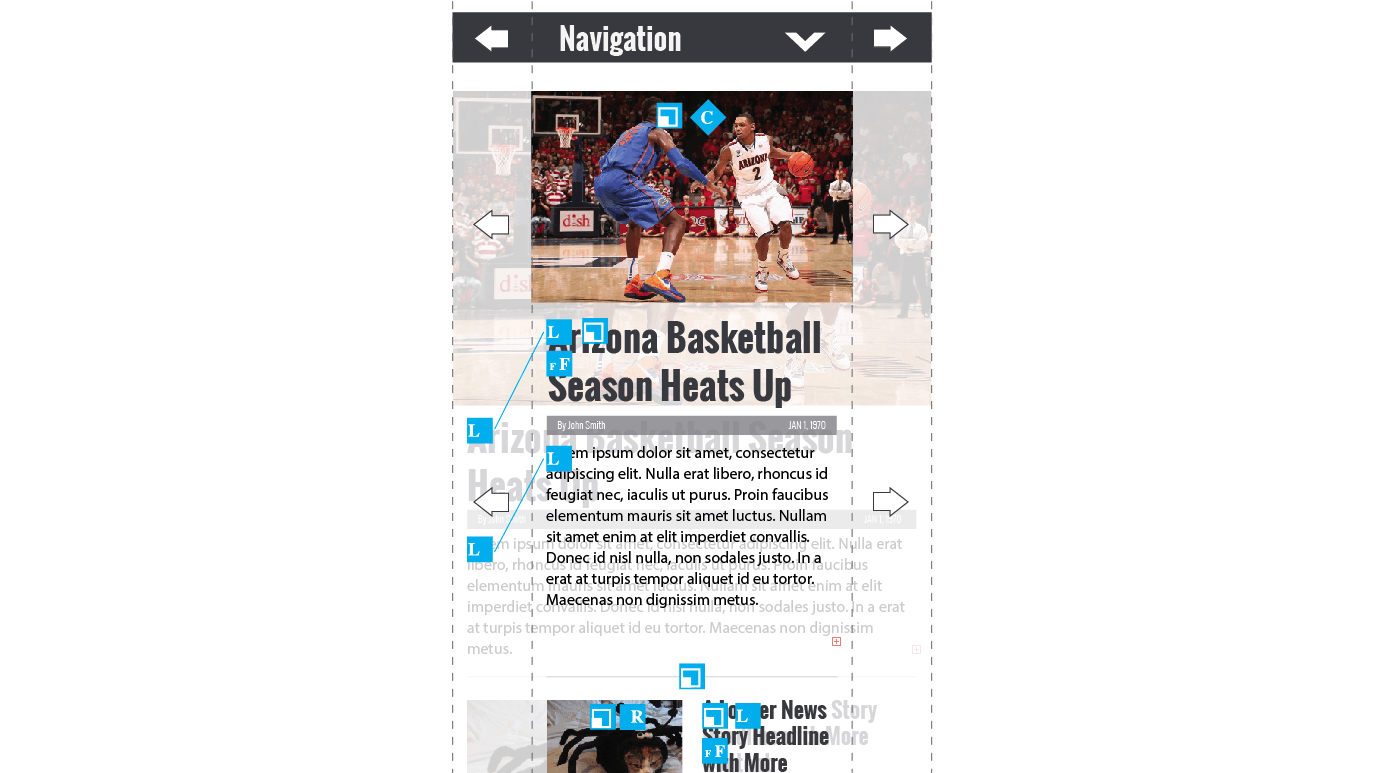 Navigation
C
ARIZONA
2
dish
L
Arizona Basketball
F F
Season Heats Up
By John Smith JAN 1, 1970
L
Arizona Basketball Season
Heats Up
L
ipsum dolor sit amet, consectetur
adipiscing elit. Nulla erat libero, rhoncus id
feugiat nec, iaculis ut purus. Proin faucibus
elementum mauris sit amet luctus. Nullam
sit amet enim at elit imperdiet convallis.
Donec id nisl nulla, non sodales justo. In a
erat at turpis tempor aliquet id eu tortor.
Maecenas non dignissim metus.
JAN 1, 1970
L
ipsum dolor sit amet, consectetur adipiscing elit. Nulla erat
libero, rhoncus id feugiat nec, iaculis ut purus. Proin faucibus
elementum mauris sit amet luctus. Nullam sit amet enim at elit
imperdiet convallis. Donec id nisl nulla, non sodales justo. In a erat
at turpis tempor aliquet id eu tortor. Maecenas non dignissim
metus.
R
L
News Story
Story Headline More
F F
With More